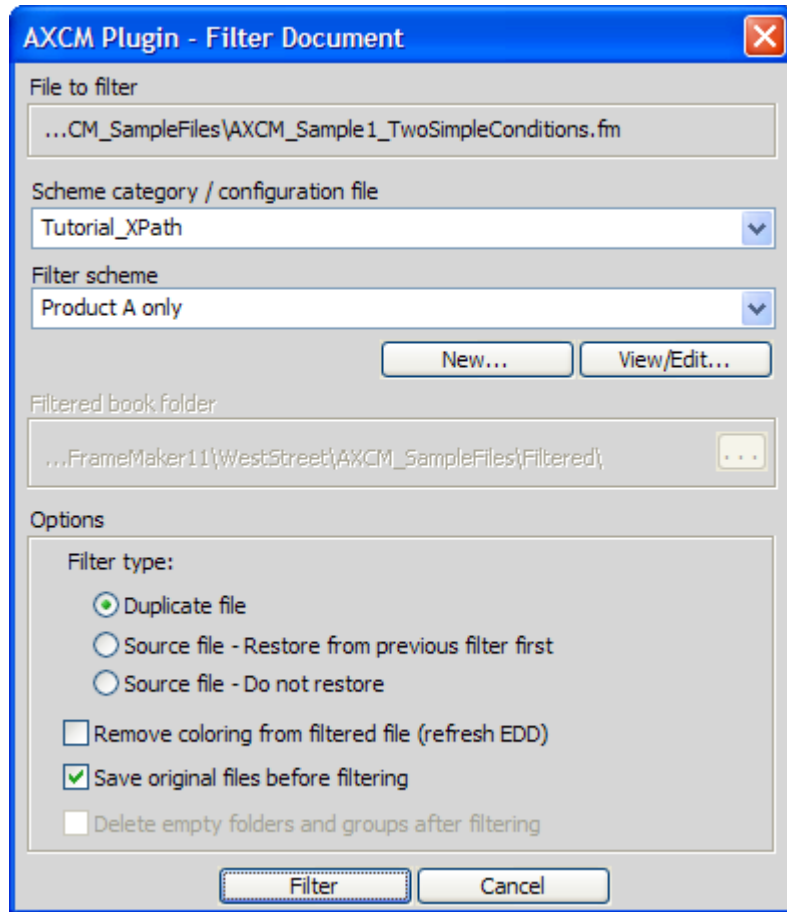 AXCM Plugin - Filter Document
File to filter
...CM_SampleFiles\AXCM_Sample1_TwoSimpleConditions.fm
Scheme category / configuration file
Tutorial_XPath
Filter scheme
Product A only
New... View/Edit...
Filtered book folder
...FrameMaker11\WestStreet\AXCM_SampleFiles\Filtered\ ...
Options
Filter type:
Duplicate file
Source file - Restore from previous filter first
Source file - Do not restore
Remove coloring from filtered file (refresh EDD)
Save original files before filtering
Delete empty folders and groups after filtering
Filter Cancel